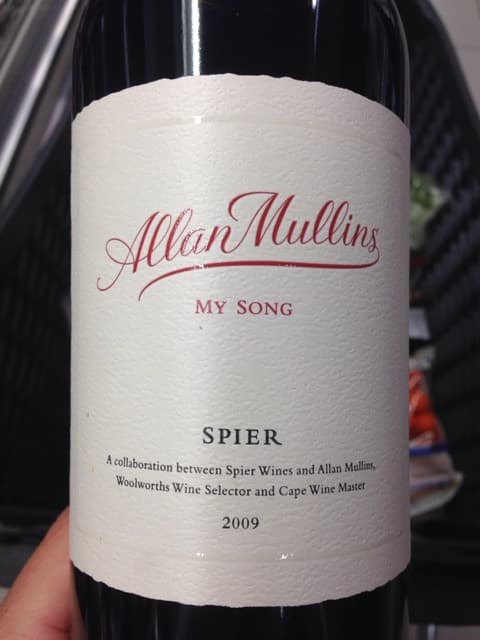 Allan Mullins
MY SONG
SPIER
A collaboration between Spier Wines and Allan Mullins,
Woolworths Wine Selector and Cape Wine Master
2009